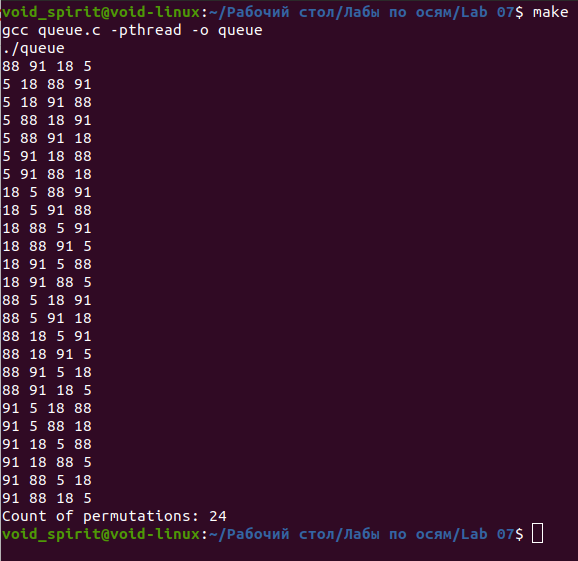 void_spirit@void-linux:~/Рабочий стол/Лабы по осям/Lab 07$ make
gcc queue.c -pthread -o queue
./queue
88 91 18 5
5 18 88 91
5 18 91 88
5 88 18 91
5 88 91 18
5 91 18 88
5 91 88 18
18 5 88 91
18 5 91 88
18 88 5 91
18 88 91 5
18 91 5 88
18 91 88 5
88 5 18 91
88 5 91 18
88 18 5 91
88 18 91 5
88 91 5 18
88 91 18 5
91 5 18 88
91 5 88 18
91 18 5 88
91 18 88 5
91 88 5 18
91 88 18 5
Count of permutations: 24
void_spirit@void-linux:~/Рабочий стол/Лабы по осям/Lab 07$